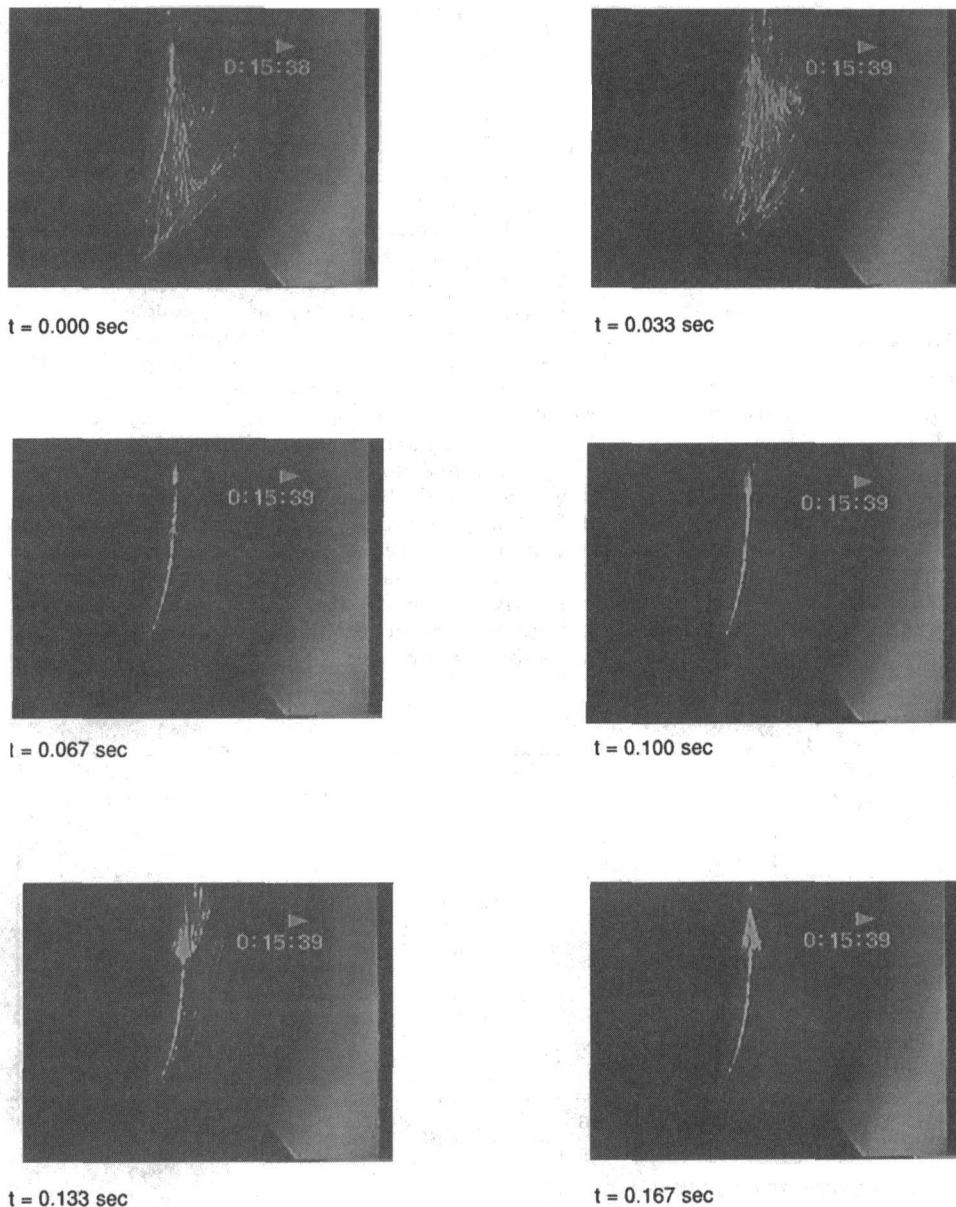 0:15:38
0:15:39
t = 0.000 sec
t = 0.033 sec
0:15:39
0:15:39
t = 0.067 sec
t = 0.100 sec
0:15:39
0:15:39
t = 0.133 sec
t = 0.167 sec